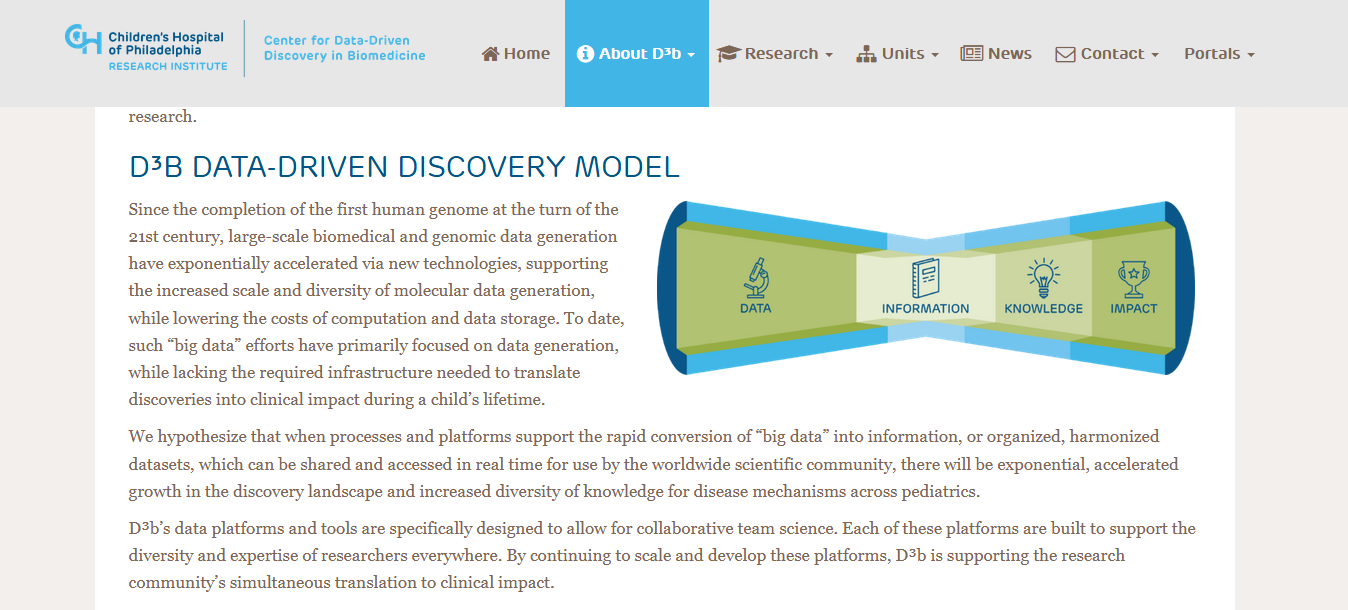 Children's Hospital
of Philadelphia
RESEARCH INSTITUTE
Center for Data-Driven
Discovery in Biomedicine
Home
About D³b
Research
Units
News
Contact
Portals
research.
D³B DATA-DRIVEN DISCOVERY MODEL
Since the completion of the first human genome at the turn of the
21st century, large-scale biomedical and genomic data generation
have exponentially accelerated via new technologies, supporting
the increased scale and diversity of molecular data generation,
while lowering the costs of computation and data storage. To date,
such “big data” efforts have primarily focused on data generation,
while lacking the required infrastructure needed to translate
discoveries into clinical impact during a child’s lifetime.
DATA
INFORMATION
KNOWLEDGE
IMPACT
We hypothesize that when processes and platforms support the rapid conversion of “big data” into information, or organized, harmonized
datasets, which can be shared and accessed in real time for use by the worldwide scientific community, there will be exponential, accelerated
growth in the discovery landscape and increased diversity of knowledge for disease mechanisms across pediatrics.
D³b’s data platforms and tools are specifically designed to allow for collaborative team science. Each of these platforms are built to support the
diversity and expertise of researchers everywhere. By continuing to scale and develop these platforms, D³b is supporting the research
community’s simultaneous translation to clinical impact.